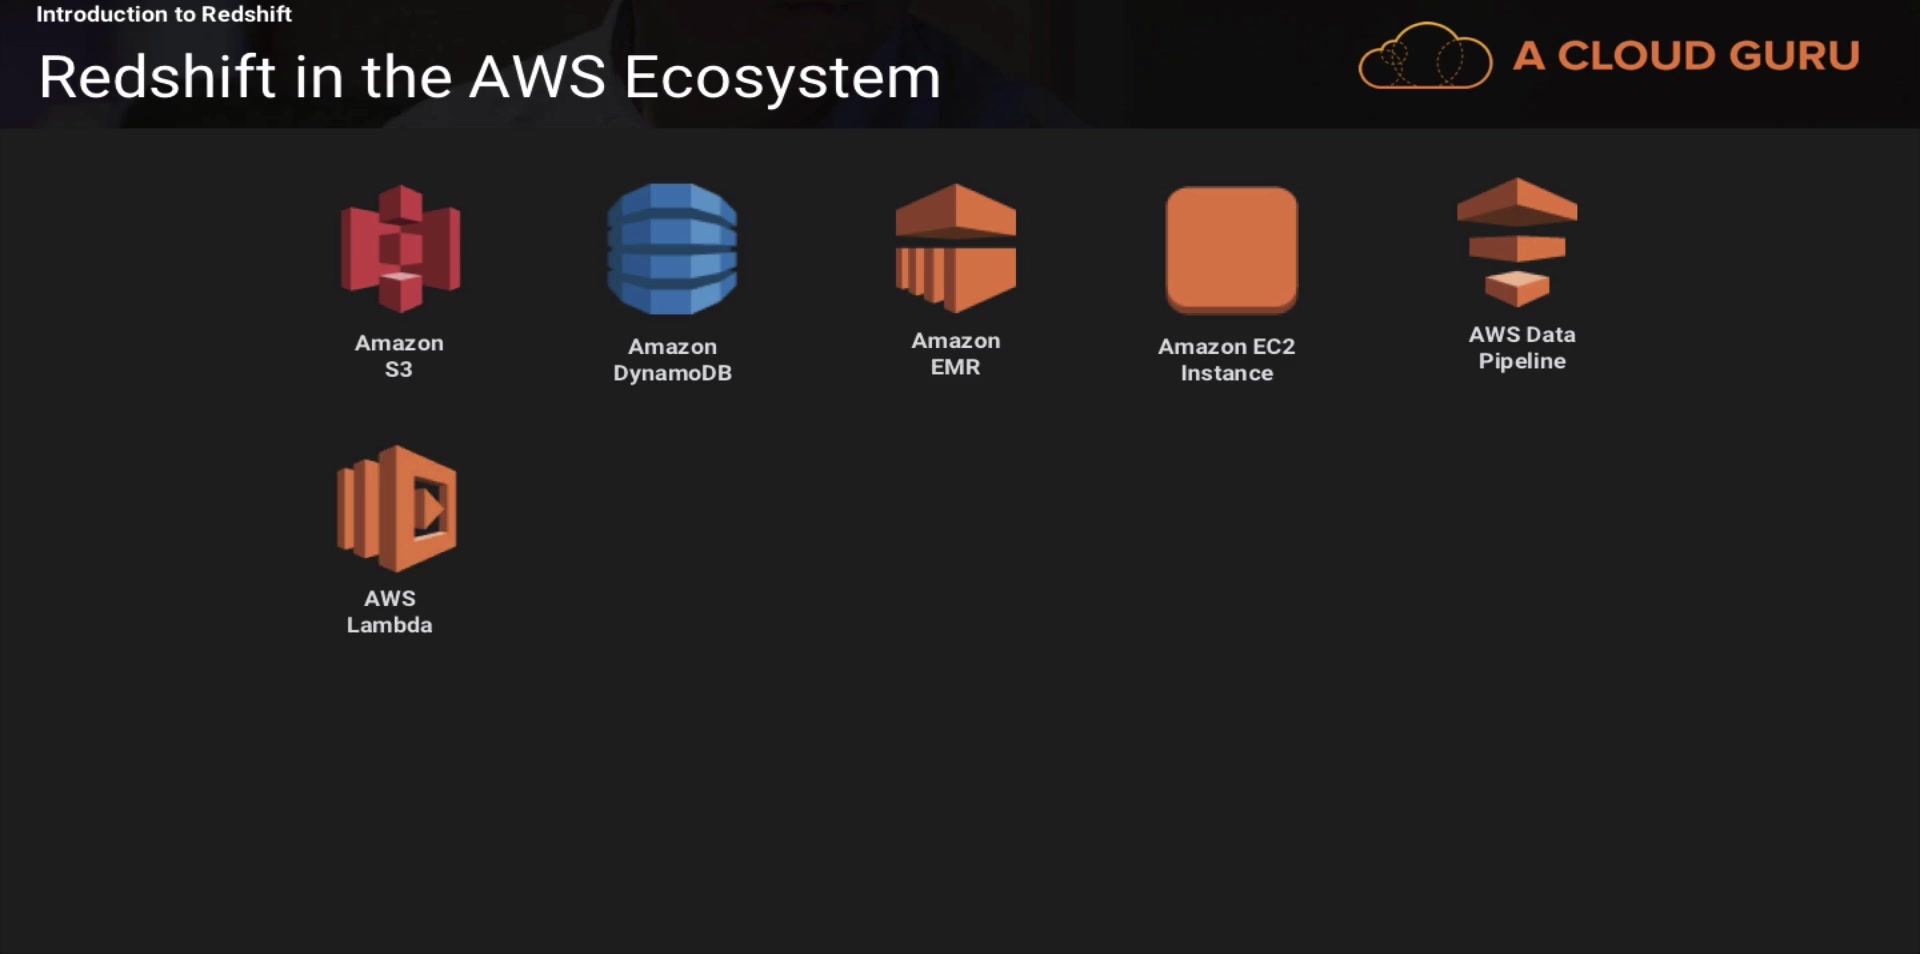 Introduction to Redshift
Redshift in the AWS Ecosystem
A CLOUD GURU
Amazon
S3
Amazon
DynamoDB
Amazon
EMR
Amazon EC2
Instance
AWS Data
Pipeline
AWS
Lambda